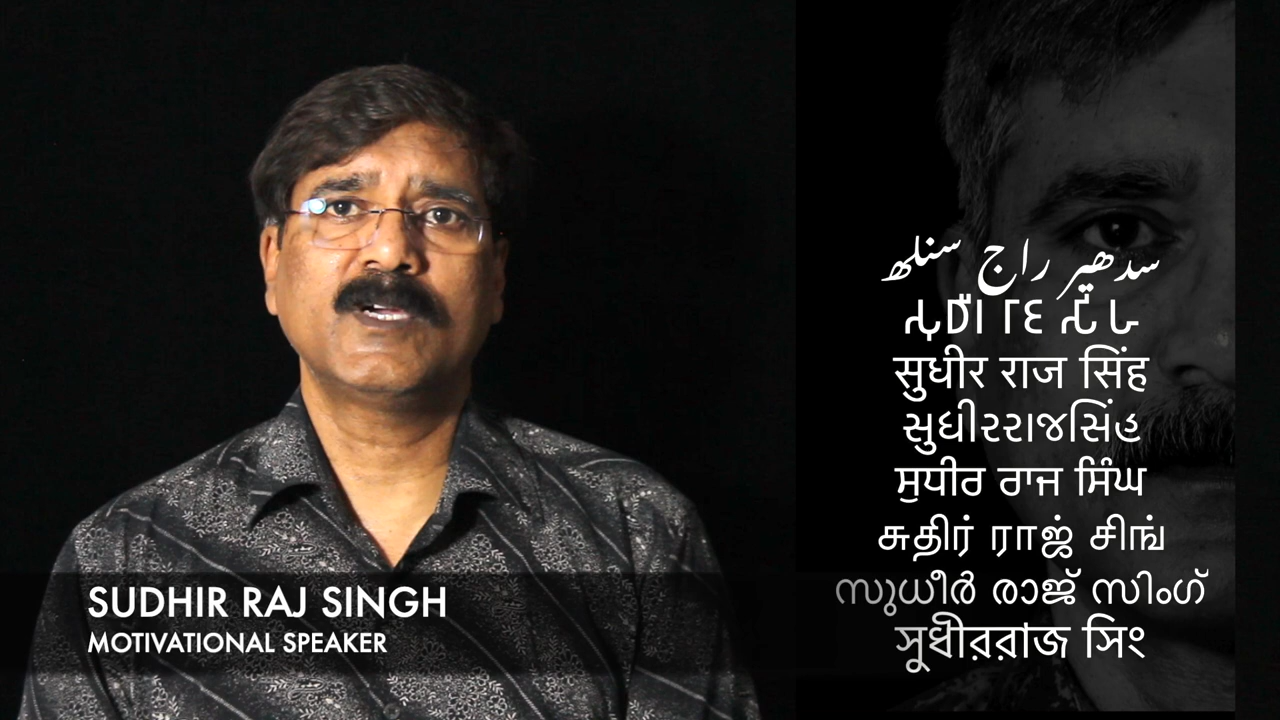 سدھیر راج سنلھ
सुधीर राज सिंह
સુધીરરાજસિંહ
ਸੁਧੀਰ ਰਾਜ ਸਿੰਘ
சுதிர் ராஜ் சிங்
സുധീർ രാജ് സിംഗ്
সুধীররাজ সিং
SUDHIR RAJ SINGH
MOTIVATIONAL SPEAKER